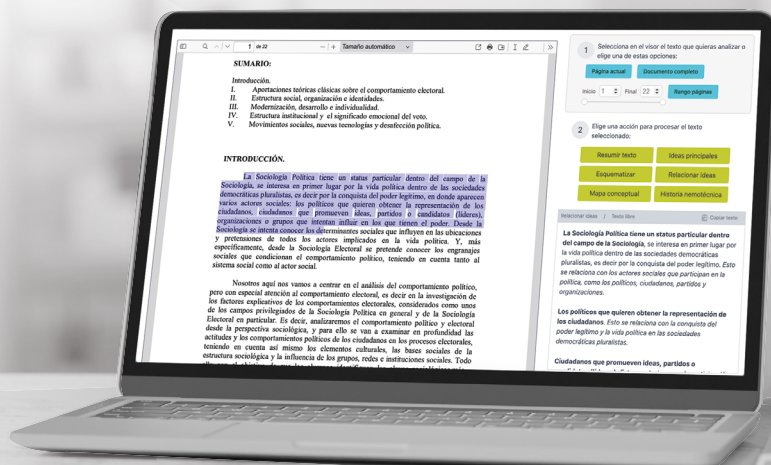 1 de 22
Tamaño automático
SUMARIO:
Introducción.
I. Aportaciones teóricas clásicas sobre el comportamiento electoral.
II. Estructura social, organización e identidades.
III. Modernización, desarrollo e individualidad.
IV. Estructura institucional y el significado emocional del voto.
V. Movimientos sociales, nuevas tecnologías y desafección política.
INTRODUCCIÓN.
La Sociología Política tiene un status particular dentro del campo de la
Sociología, se interesa en primer lugar por la vida política dentro de las sociedades
democráticas pluralistas, es decir por la conquista del poder legítimo, en donde aparecen
varios actores sociales: los políticos que quieren obtener la representación de los
ciudadanos, ciudadanos que promueven ideas, partidos o candidatos (líderes),
organizaciones o grupos que intentan influir en los que tienen el poder. Desde la
Sociología se intenta conocer los determinantes sociales que influyen en las ubicaciones
y pretensiones de todos los actores implicados en la vida política. Y, más
específicamente, desde la Sociología Electoral se pretende conocer los engranajes
sociales que condicionan el comportamiento político, teniendo en cuenta tanto al
sistema social como al actor social.
Nosotros aquí nos vamos a centrar en el análisis del comportamiento político,
pero con especial atención al comportamiento electoral, es decir en la investigación de
los factores explicativos de los comportamientos electorales, considerados como unos
de los campos privilegiados de la Sociología Política en general y de la Sociología
Electoral en particular. Es decir, analizaremos el comportamiento político y electoral
desde la perspectiva sociológica, y para ello se van a examinar en profundidad las
actitudes y los comportamientos políticos de los ciudadanos en los procesos electorales,
teniendo en cuenta así mismo los elementos culturales, las bases sociales de la
estructura sociológica y la influencia de los grupos, redes e instituciones sociales. Todo
1 Selecciona en el visor el texto que quieras analizar o
elige una de estas opciones:
Página actual Documento completo
Inicio 1 Final 22 Rango páginas
2 Elige una acción para procesar el texto
seleccionado:
Resumir texto Ideas principales
Esquematizar Relacionar ideas
Mapa conceptual Historia nemotécnica
Relacionar ideas / Texto libre Copiar texto
La Sociología Política tiene un status particular dentro
del campo de la Sociología, se interesa en primer lugar por
la vida política dentro de las sociedades democráticas
pluralistas, es decir por la conquista del poder legítimo. Esto
se relaciona con los actores sociales que participan en la
política, como los políticos, ciudadanos, partidos y
organizaciones.
Los políticos que quieren obtener la representación de
los ciudadanos. Esto se relaciona con la conquista del
poder legítimo y la vida política en las sociedades
democráticas pluralistas.
Ciudadanos que promueven ideas, partidos o